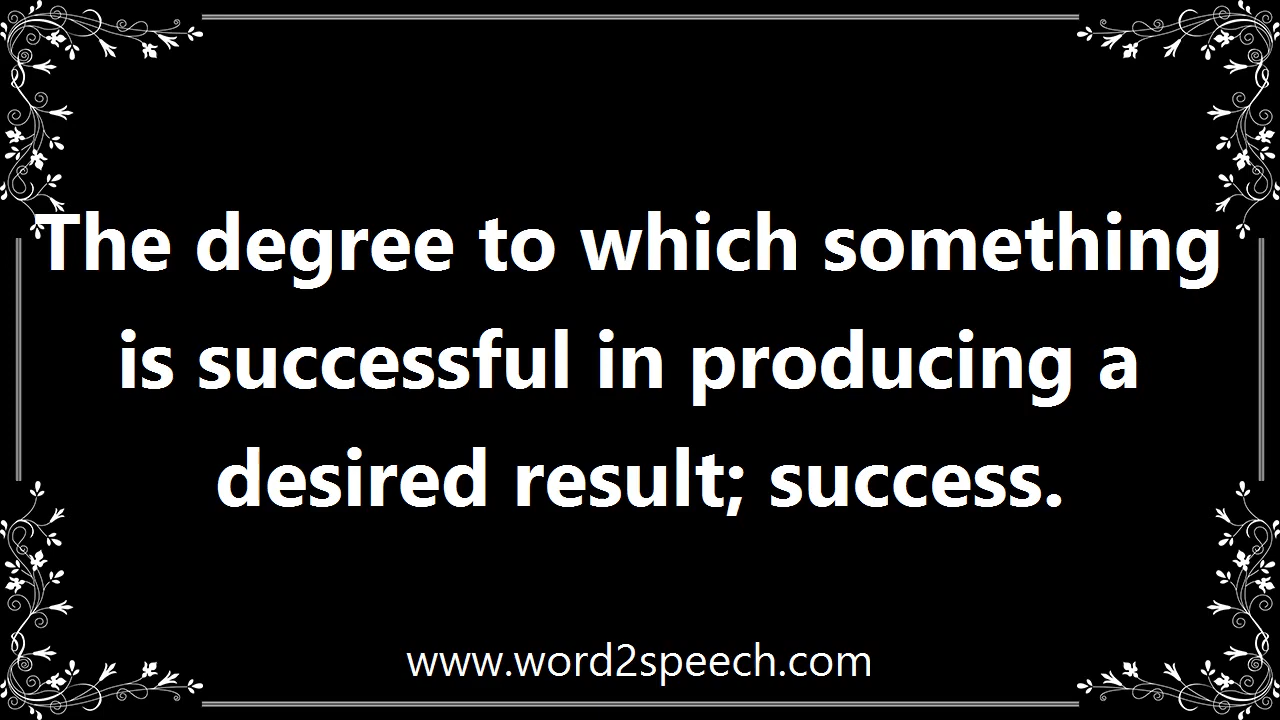 The degree to which something
is successful in producing a
desired result; success.
www.word2speech.com